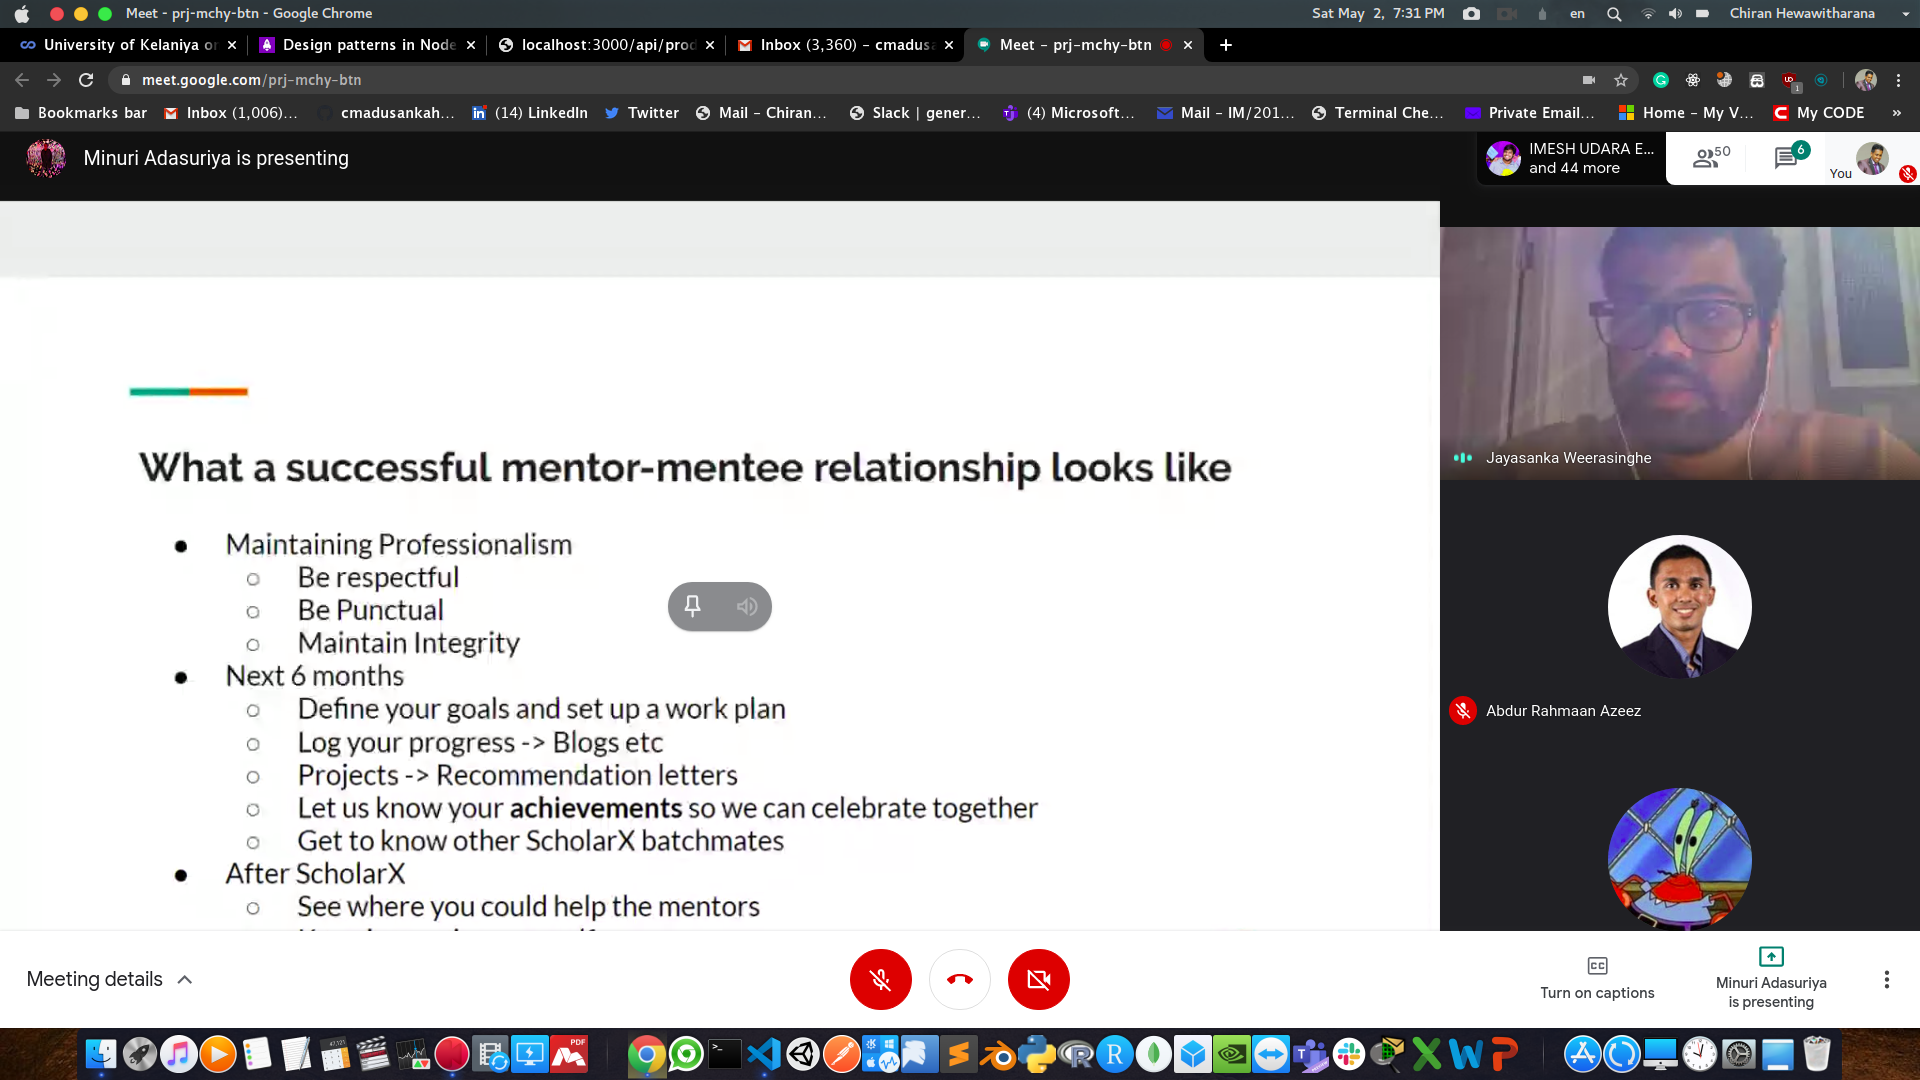 Meet - prj-mchy-btn - Google Chrome
Sat May 2, 7:31 PM
en
Chiran Hewawitharana
University of Kelaniya or
Design patterns in Node
localhost:3000/api/prod
Inbox (3,360) - cmadusa
Meet - prj-mchy-btn
meet.google.com/prj-mchy-btn
Bookmarks bar
Inbox (1,006)...
cmadusankah...
(14) LinkedIn
Twitter
Mail - Chiran...
Slack | gener...
(4) Microsoft...
Mail - IM/201...
Terminal Che...
Private Email...
Home - My V...
My CODE
»
Minuri Adasuriya is presenting
IMESH UDARA E...
and 44 more
50
6
You
What a successful mentor-mentee relationship looks like
Maintaining Professionalism
Be respectful
Be Punctual
Maintain Integrity
Next 6 months
Define your goals and set up a work plan
Log your progress -> Blogs etc
Projects -> Recommendation letters
Let us know your achievements so we can celebrate together
Get to know other ScholarX batchmates
After ScholarX
See where you could help the mentors
Jayasanka Weerasinghe
Abdur Rahmaan Azeez
Meeting details
Turn on captions
Minuri Adasuriya
is presenting